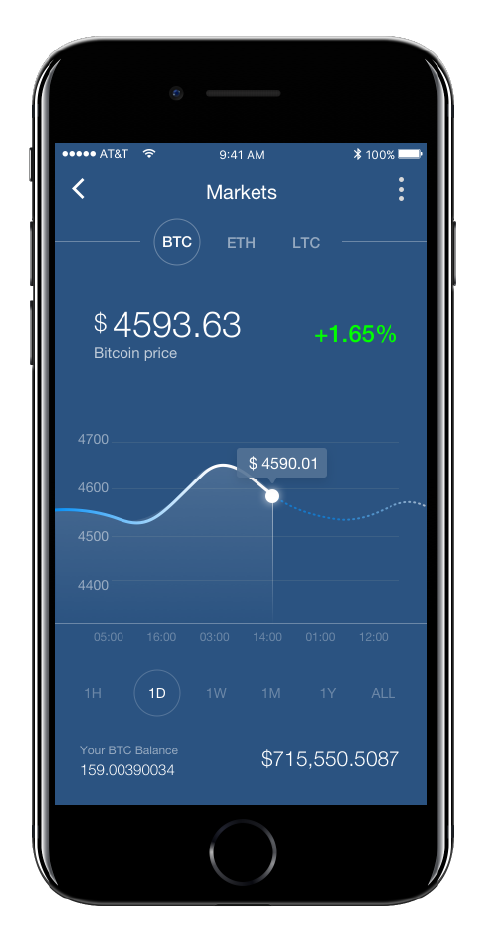 AT&T 9:41 AM 100%
Markets
BTC ETH LTC
$ 4593.63 +1.65%
Bitcoin price
4700
$ 4590.01
4600
4500
4400
05:00 16:00 03:00 14:00 01:00 12:00
1H 1D 1W 1M 1Y ALL
Your BTC Balance
159.00390034 $715,550.5087